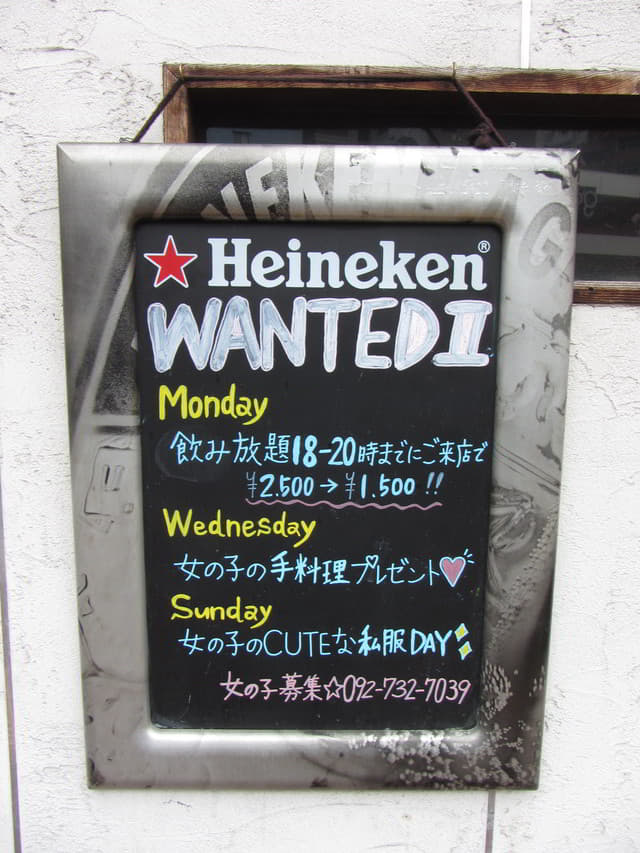 Heineken®
WANTED II
Monday
飲み放題18-20時までにご来店で
¥2.500→¥1.500!!
Wednesday
女の子の手料理プレゼント♡
Sunday
女の子のCUTEな私服DAY
女の子募集☆092-732-7039